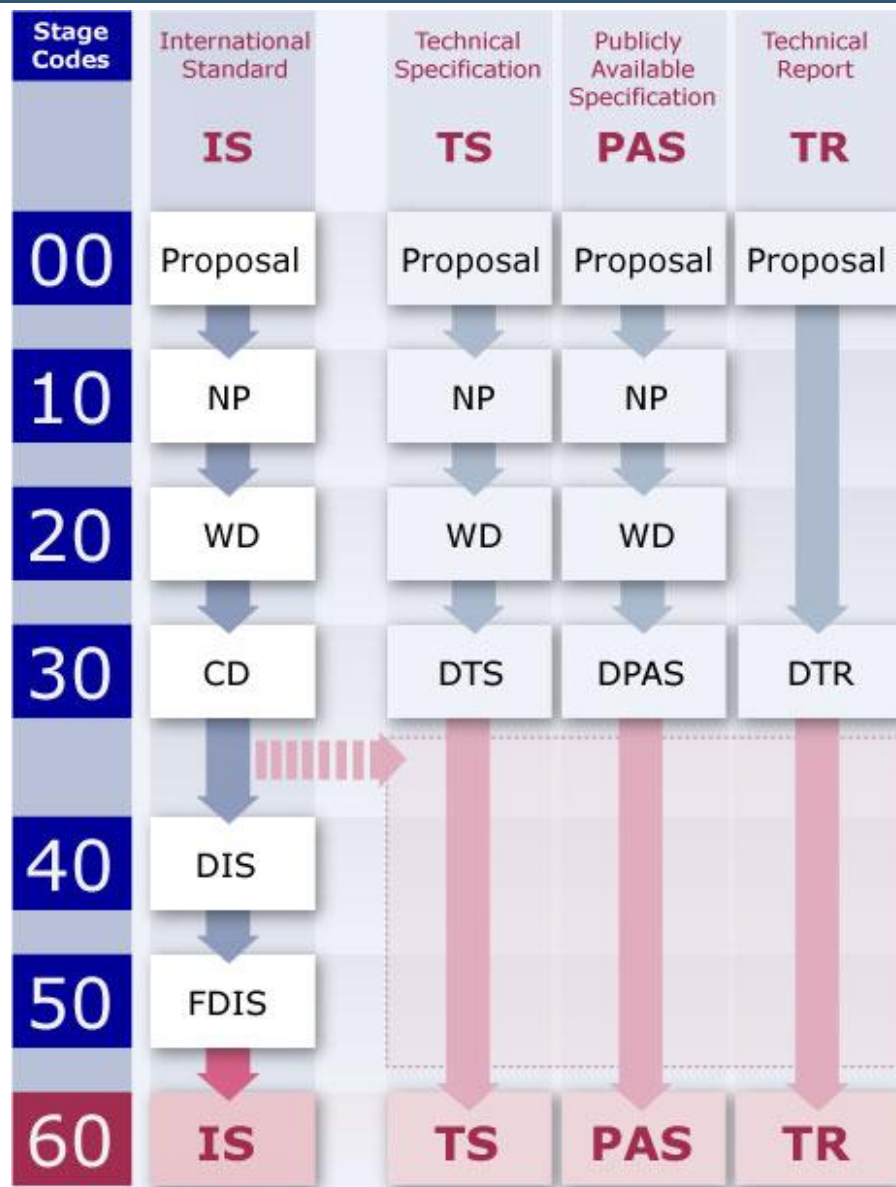 Stage
Codes
International
Standard
IS
Technical
Specification
TS
Publicly
Available
Specification
PAS
Technical
Report
TR
00
Proposal
Proposal
Proposal
Proposal
10
NP
NP
NP
20
WD
WD
WD
30
CD
DTS
DPAS
DTR
40
DIS
50
FDIS
60
IS
TS
PAS
TR